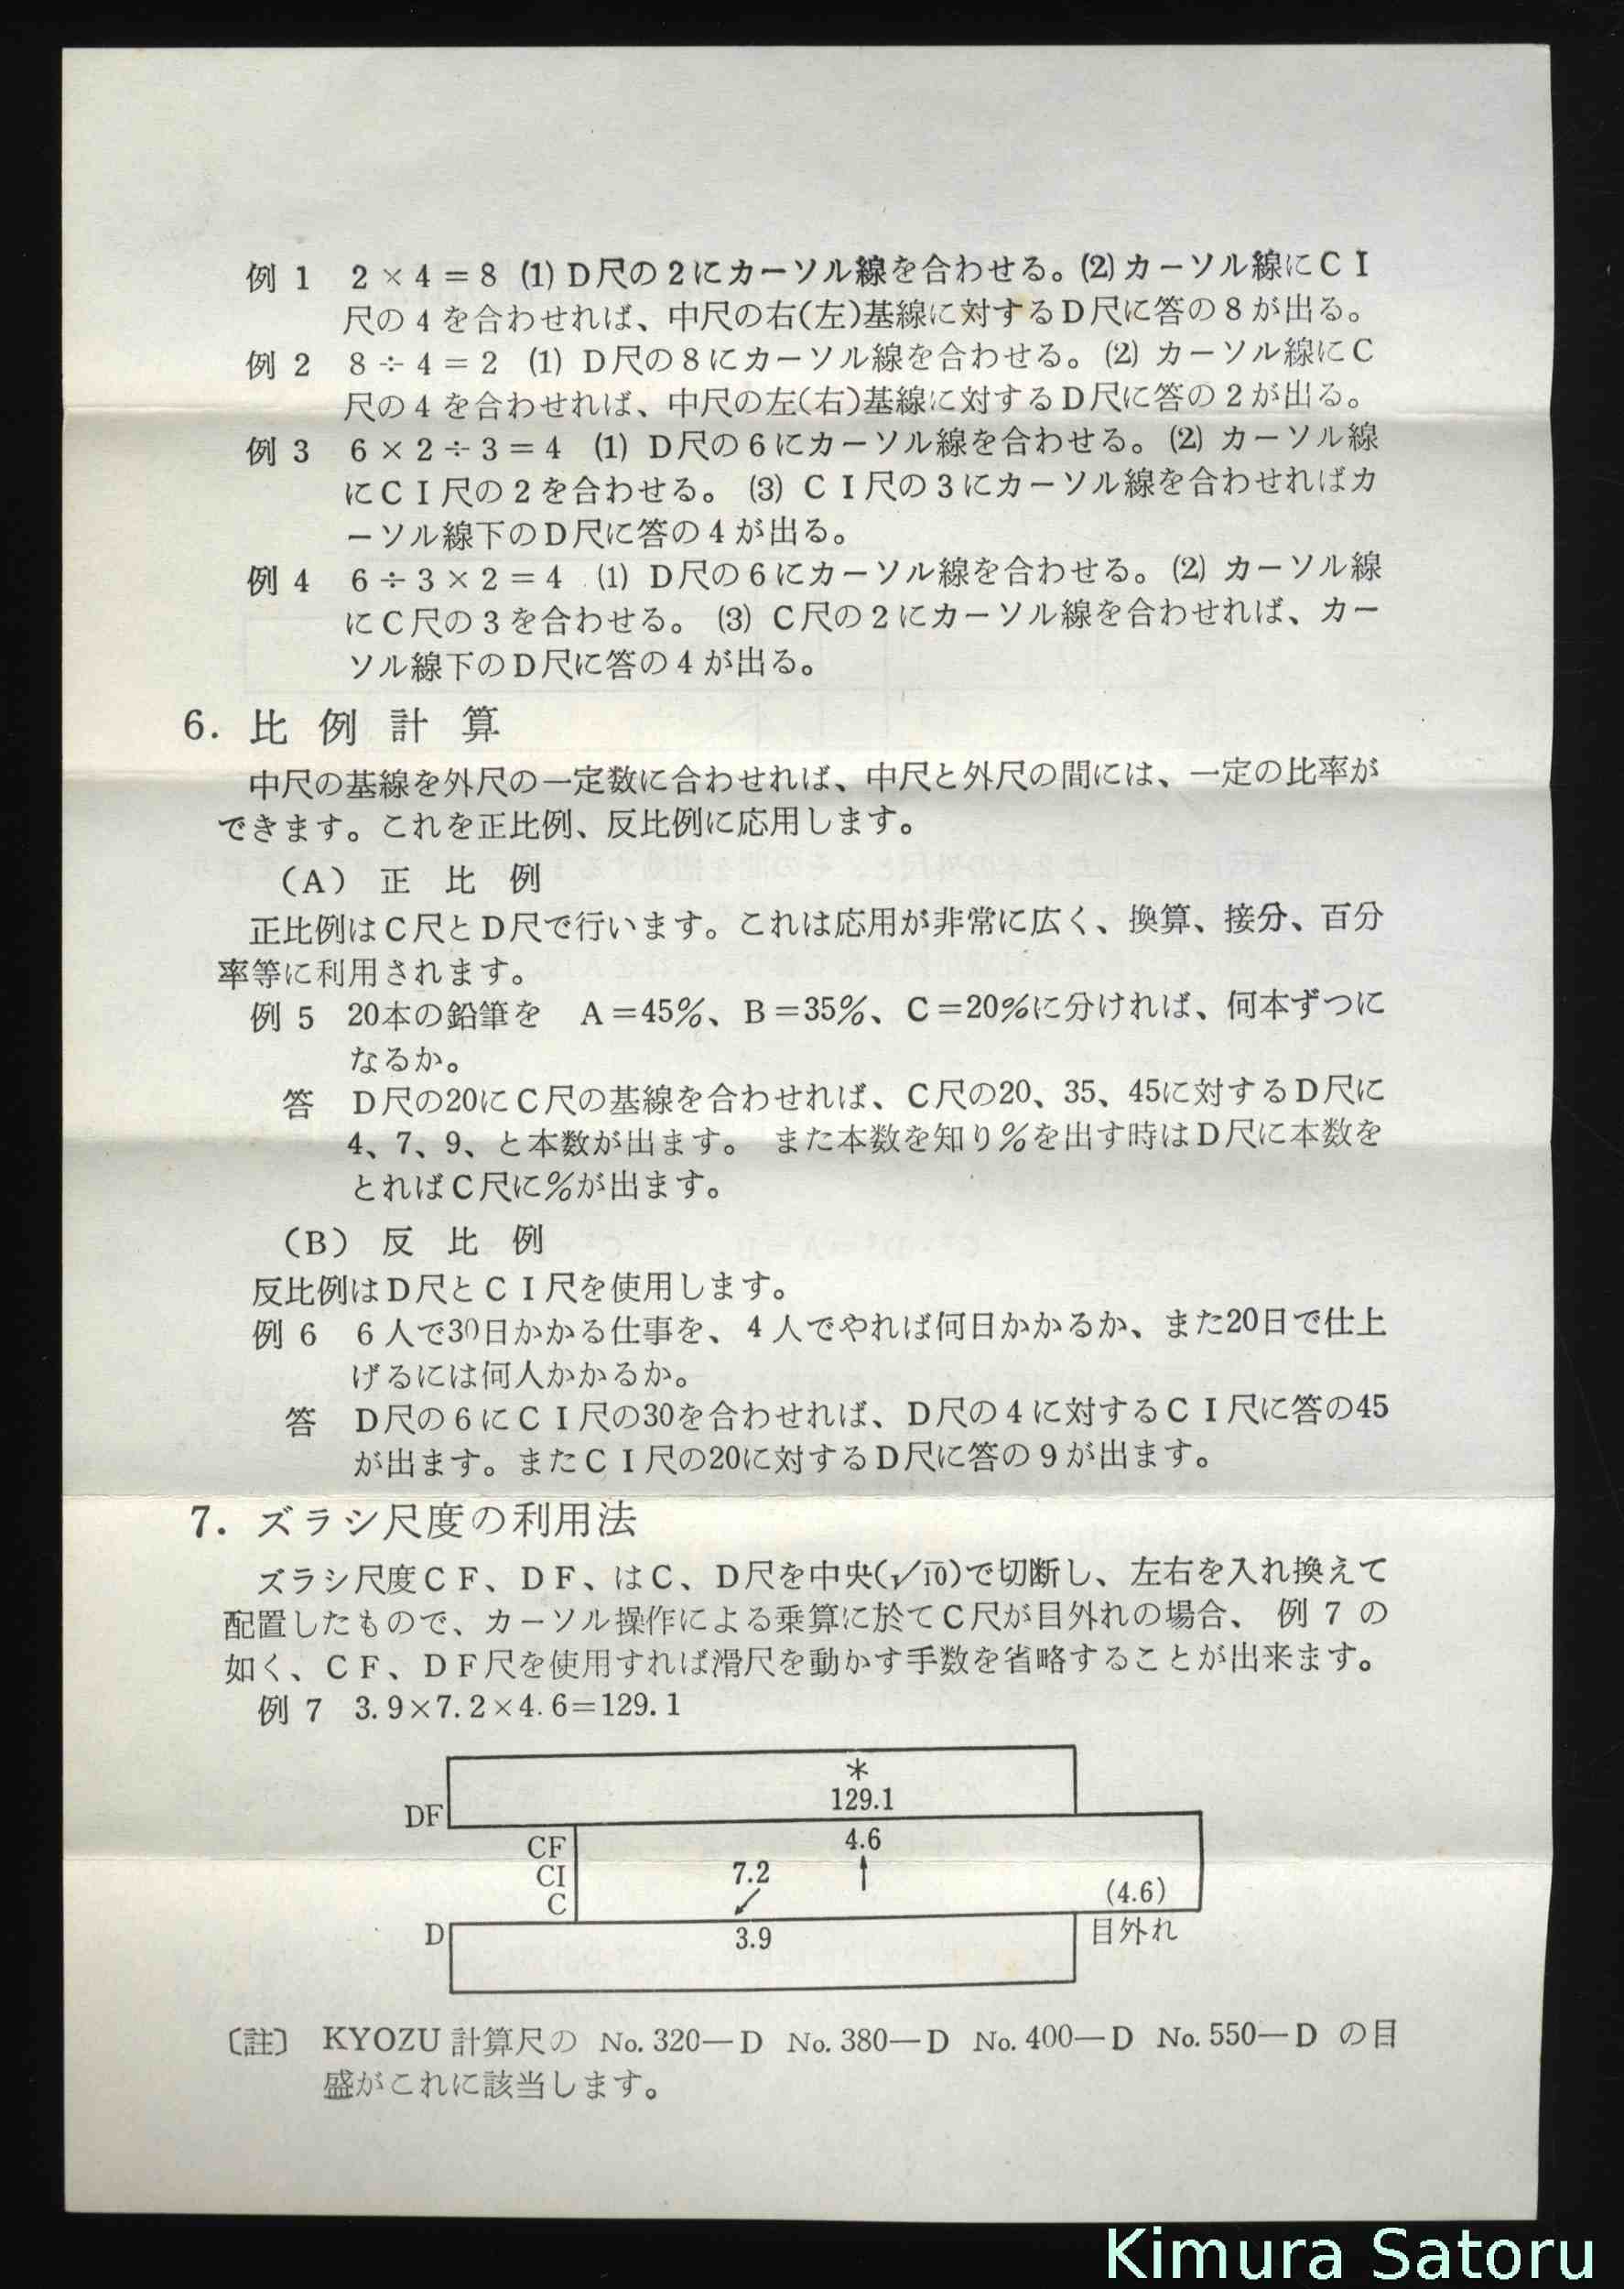 例 1 2×4=8 (1) D尺の2にカーソル線を合わせる。(2) カーソル線にCI
尺の4を合わせれば、中尺の右(左)基線に対するD尺に答の8が出る。
例 2 8÷4=2 (1) D尺の8にカーソル線を合わせる。(2) カーソル線にC
尺の4を合わせれば、中尺の左(右)基線に対するD尺に答の2が出る。
例 3 6×2÷3=4 (1) D尺の6にカーソル線を合わせる。(2) カーソル線
にCI尺の2を合わせる。 (3) CI尺の3にカーソル線を合わせればカ
ーソル線下のD尺に答の4が出る。
例 4 6÷3×2=4 (1) D尺の6にカーソル線を合わせる。(2) カーソル線
にC尺の3を合わせる。 (3) C尺の2にカーソル線を合わせれば、カー
ソル線下のD尺に答の4が出る。
6. 比例計算
中尺の基線を外尺の一定数に合わせれば、中尺と外尺の間には、一定の比率が
できます。これを正比例、反比例に応用します。
(A) 正比例
正比例はC尺とD尺で行います。これは応用が非常に広く、換算、接分、百分
率等に利用されます。
例 5 20本の鉛筆を A=45%、B=35%、C=20%に分ければ、何本ずつに
なるか。
答 D尺の20にC尺の基線を合わせれば、C尺の20、35、45に対するD尺に
4、7、9、と本数が出ます。 また本数を知り%を出す時はD尺に本数を
とればC尺に%が出ます。
(B) 反比例
反比例はD尺とCI尺を使用します。
例 6 6人で30日かかる仕事を、4人でやれば何日かかるか、また20日で仕上
げるには何人かかるか。
答 D尺の6にCI尺の30を合わせれば、D尺の4に対するCI尺に答の45
が出ます。またCI尺の20に対するD尺に答の9が出ます。
7. ズラシ尺度の利用法
ズラシ尺度CF、DF、はC、D尺を中央(√10)で切断し、左右を入れ換えて
配置したもので、カーソル操作による乗算に於てC尺が目外れの場合、 例 7 の
如く、CF、DF尺を使用すれば滑尺を動かす手数を省略することが出来ます。
例 7 3.9×7.2×4.6=129.1
*
129.1
DF
CF
4.6
CI
7.2
C
(4.6)
D
3.9
目外れ
〔註〕 KYOZU計算尺の No.320―D No.380―D No.400―D No.550―D の目
盛がこれに該当します。
Kimura Satoru